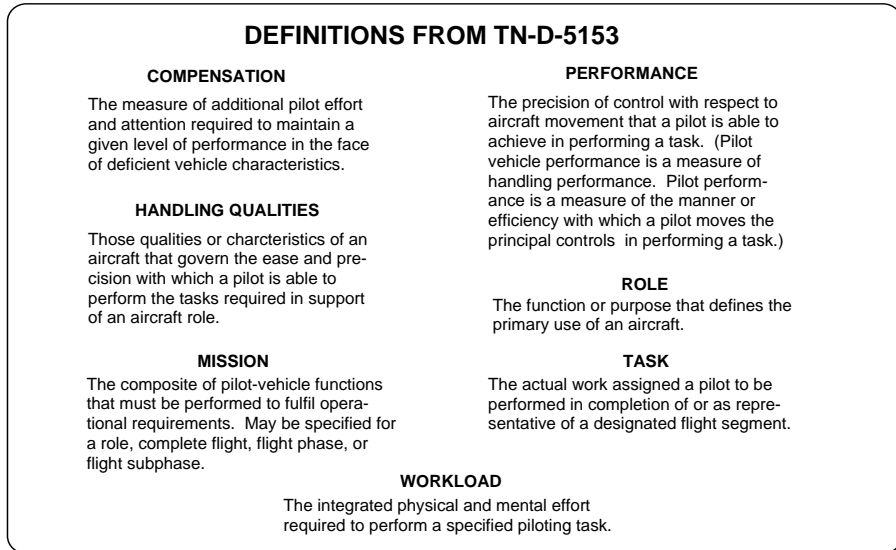 DEFINITIONS FROM TN-D-5153
COMPENSATION
The measure of additional pilot effort
and attention required to maintain a
given level of performance in the face
of deficient vehicle characteristics.
HANDLING QUALITIES
Those qualities or charcteristics of an
aircraft that govern the ease and pre-
cision with which a pilot is able to
perform the tasks required in support
of an aircraft role.
MISSION
The composite of pilot-vehicle functions
that must be performed to fulfil opera-
tional requirements.  May be specified for
a role, complete flight, flight phase, or
flight subphase.
PERFORMANCE
The precision of control with respect to
aircraft movement that a pilot is able to
achieve in performing a task.  (Pilot
vehicle performance is a measure of
handling performance.  Pilot perform-
ance is a measure of the manner or
efficiency with which a pilot moves the
principal controls  in performing a task.)
ROLE
The function or purpose that defines the
primary use of an aircraft.
TASK
The actual work assigned a pilot to be
performed in completion of or as repre-
sentative of a designated flight segment.
WORKLOAD
The integrated physical and mental effort
required to perform a specified piloting task.